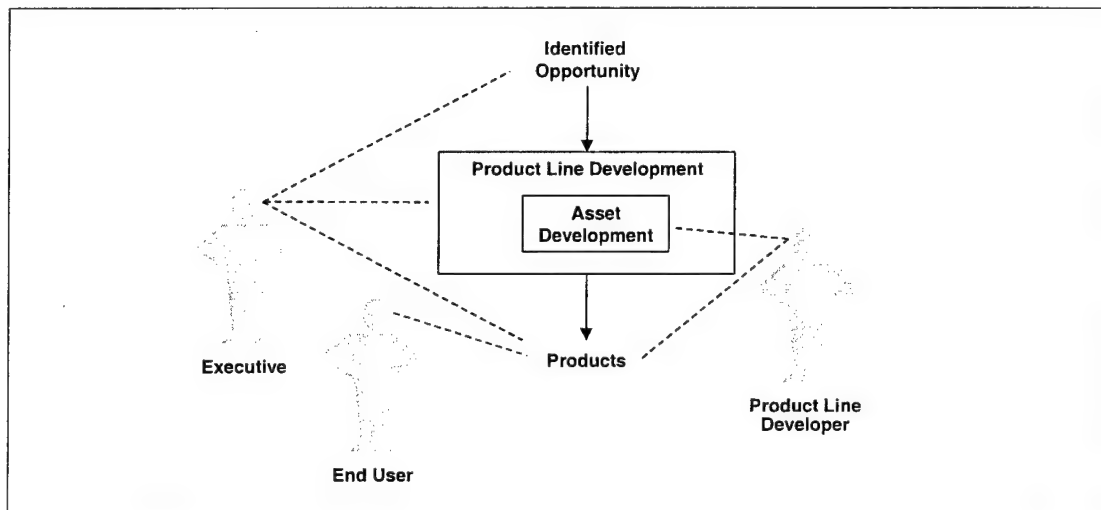 Identified
Opportunity
Product Line Development
Asset
Development
Products
Executive
End User
Product Line
Developer